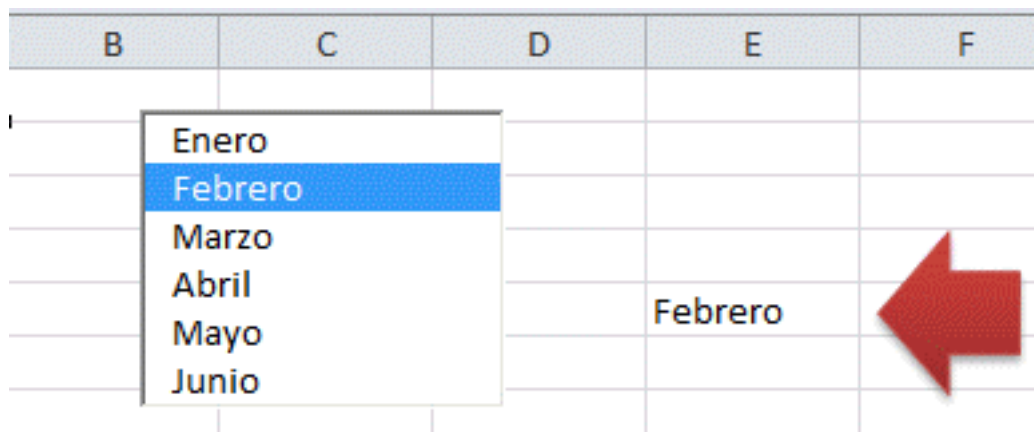 B C D E F
Enero
Febrero
Marzo
Abril
Febrero
Mayo
Junio